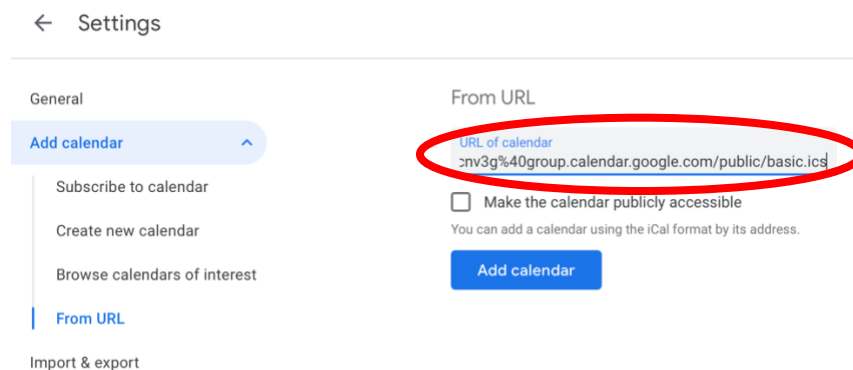 Settings
General
Add calendar
Subscribe to calendar
Create new calendar
Browse calendars of interest
From URL
Import & export
From URL
URL of calendar
:nv3g%40group.calendar.google.com/public/basic.ics
Make the calendar publicly accessible
You can add a calendar using the iCal format by its address.
Add calendar